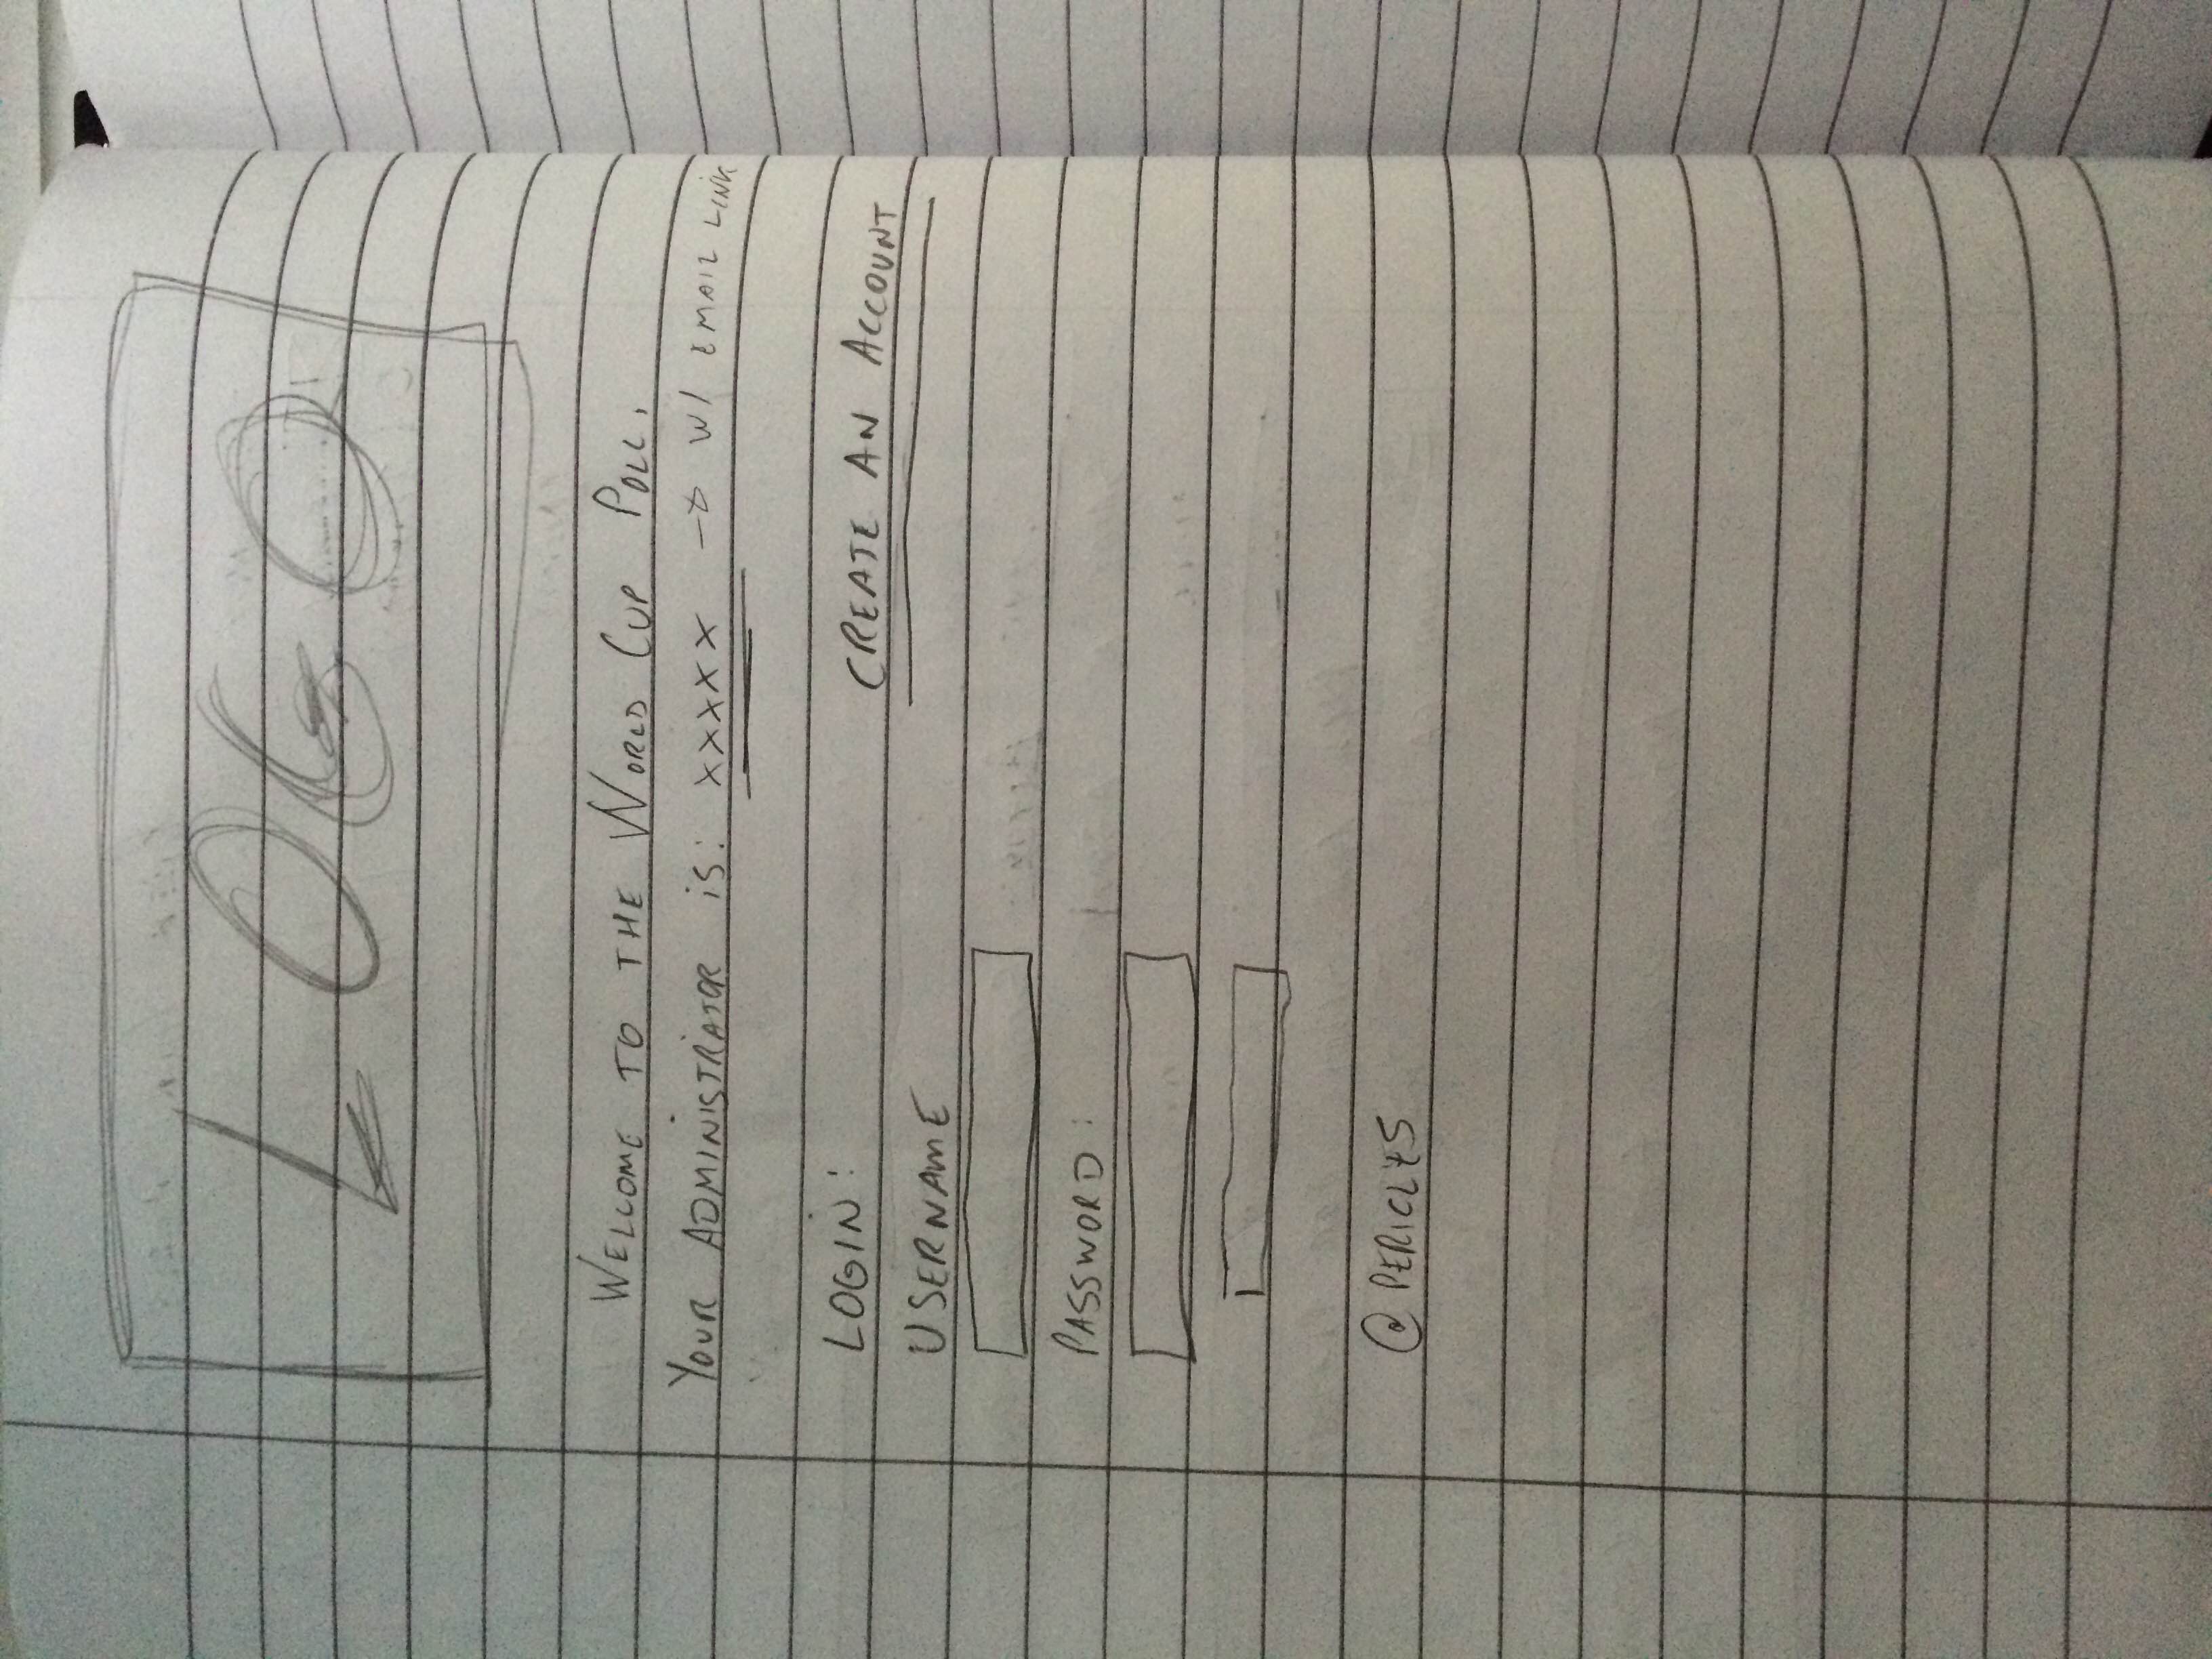 LOGO
WELCOME TO THE WORLD CUP POLL.
YOUR ADMINISTRATOR IS: XXXXX → W/ EMAIL LINK
LOGIN:
CREATE AN ACCOUNT
USERNAME
PASSWORD:
@PERICLES